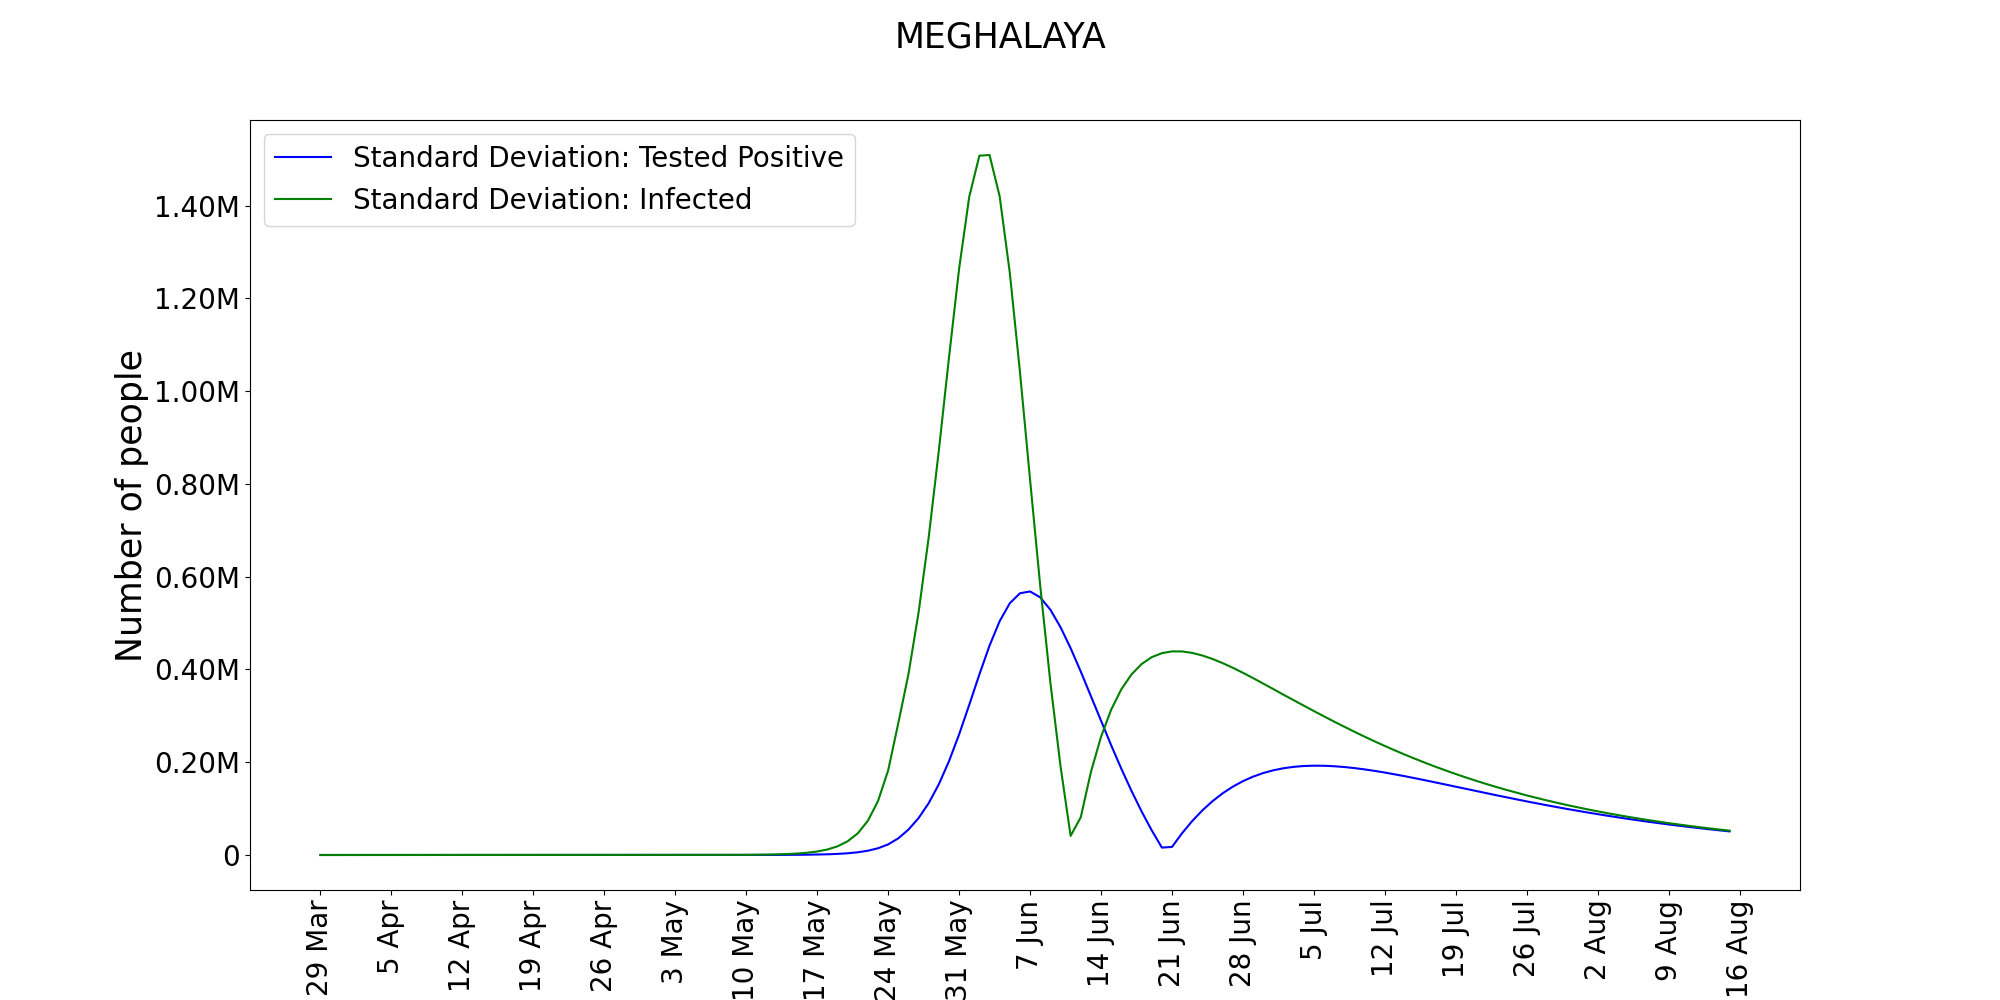 MEGHALAYA
Standard Deviation: Tested Positive
Standard Deviation: Infected
Number of people
1.40M
1.20M
1.00M
0.80M
0.60M
0.40M
0.20M
0
29 Mar
5 Apr
12 Apr
19 Apr
26 Apr
3 May
10 May
17 May
24 May
31 May
7 Jun
14 Jun
21 Jun
28 Jun
5 Jul
12 Jul
19 Jul
26 Jul
2 Aug
9 Aug
16 Aug